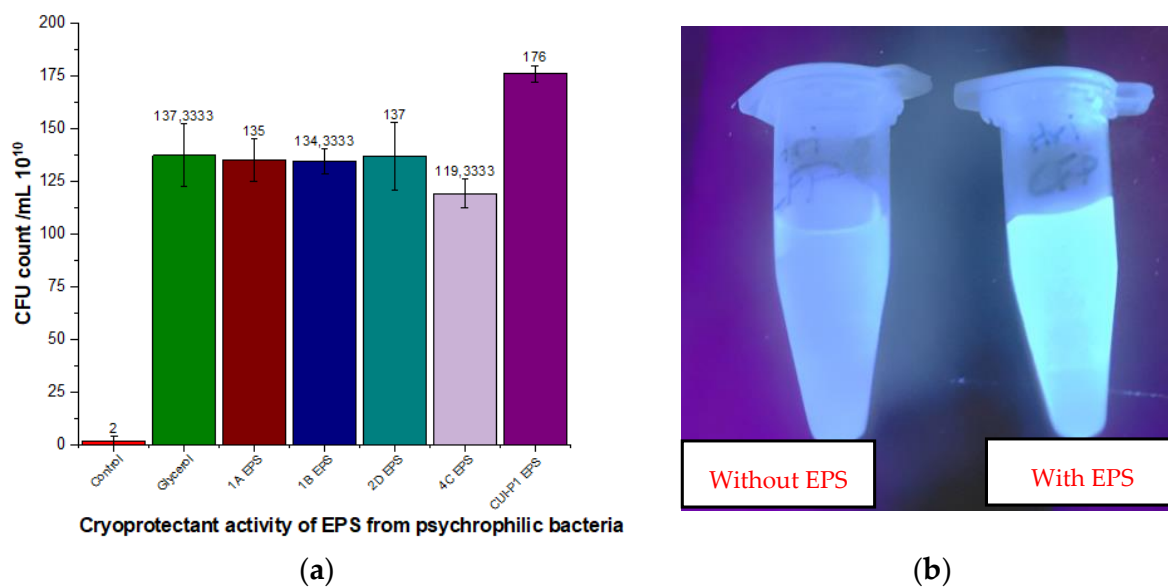 200
175
150
125
100
75
50
25
0
CFU count /mL 10¹⁰
2
137,3333
135
134,3333
137
119,3333
176
Control
Glycerol
1A EPS
1B EPS
2D EPS
4C EPS
CUI-P1 EPS
Cryoprotectant activity of EPS from psychrophilic bacteria
(a)
Without EPS
With EPS
(b)